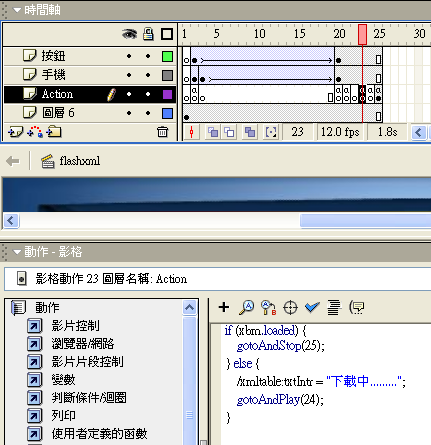 時間軸
1 5 10 15 20 25 30
按鈕
手機
Action
圖層 6
23 12.0 fps 1.8s
flashxml
動作 - 影格
影格動作 23 圖層名稱: Action
動作
影片控制
瀏覽器/網路
影片片段控制
變數
判斷條件/迴圈
列印
使用者定義的函數
if (xbm.loaded) {
gotoAndStop(25);
} else {
/xmltable:txtIntr = "下載中.........";
gotoAndPlay(24);
}